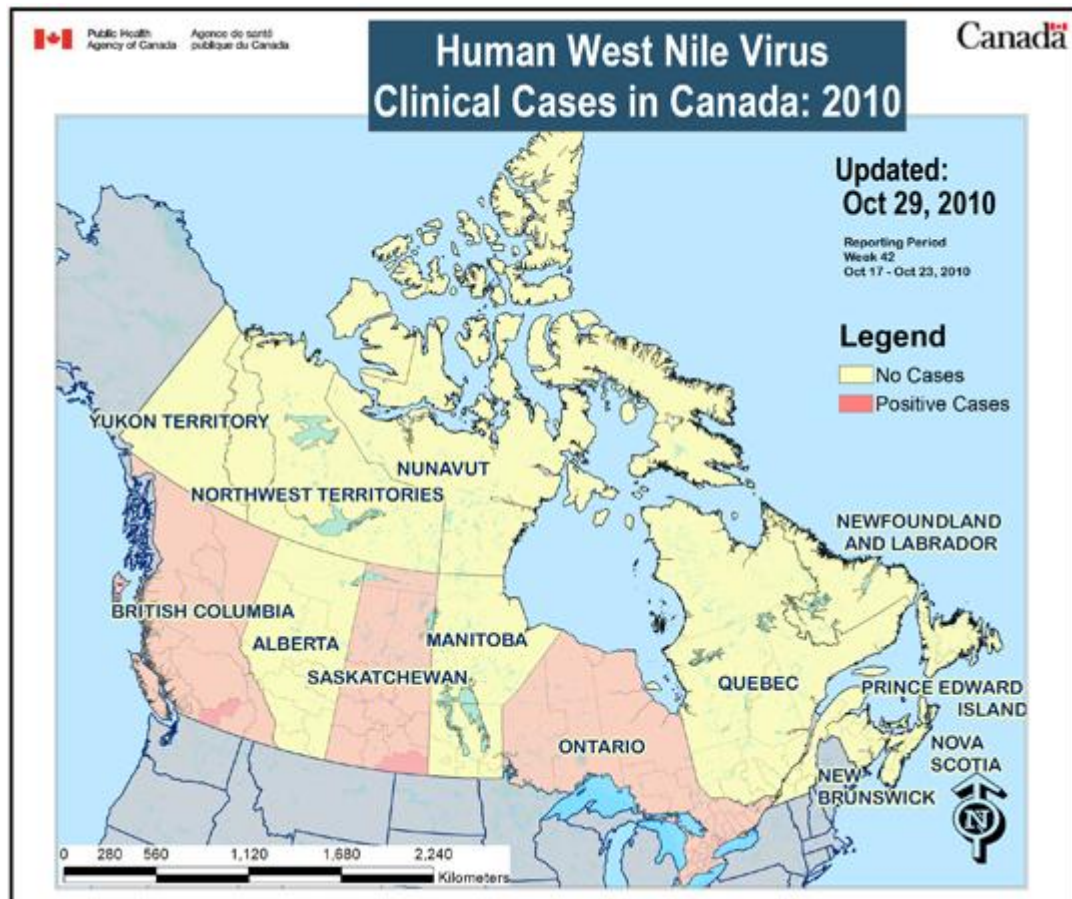 Public Health
Agency of Canada
Agence de santé
publique du Canada
Canada
Human West Nile Virus
Clinical Cases in Canada: 2010
Updated:
Oct 29, 2010
Reporting Period
Week 42
Oct 17 - Oct 23, 2010
Legend
No Cases
Positive Cases
YUKON TERRITORY
NUNAVUT
NORTHWEST TERRITORIES
NEWFOUNDLAND
AND LABRADOR
BRITISH COLUMBIA
ALBERTA
MANITOBA
SASKATCHEWAN
QUEBEC
PRINCE EDWARD
ISLAND
ONTARIO
NOVA
SCOTIA
NEW
BRUNSWICK
N
0 280 560 1,120 1,680 2,240
Kilometers